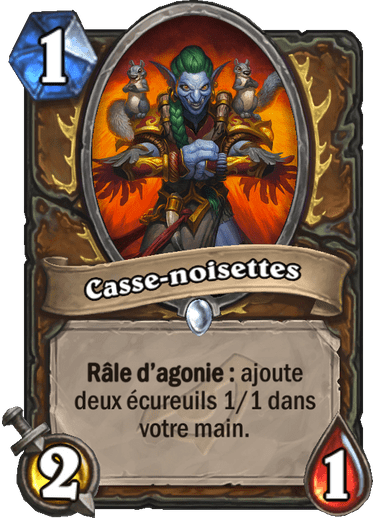 1
Casse-noisettes
Râle d’agonie : ajoute
deux écureuils 1/1 dans
votre main.
2
1